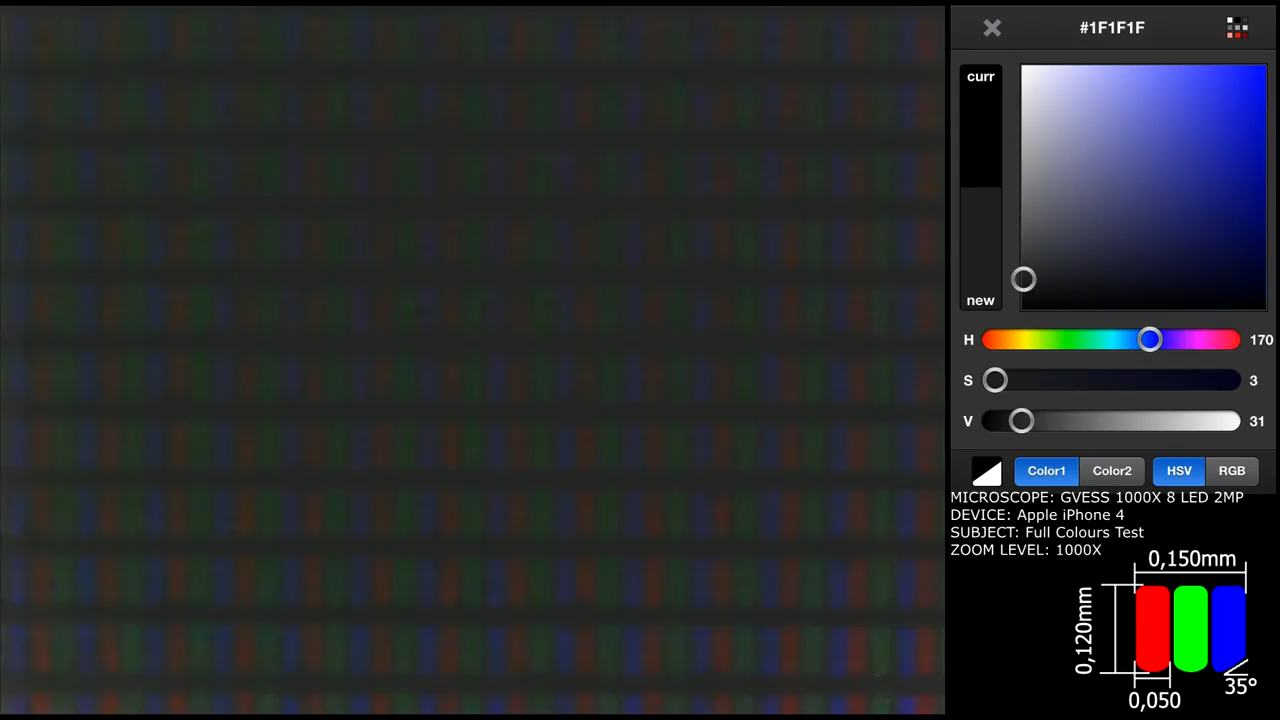 #1F1F1F
curr
new
H 170
S 3
V 31
Color1 Color2 HSV RGB
MICROSCOPE: GVESS 1000X 8 LED 2MP
DEVICE: Apple iPhone 4
SUBJECT: Full Colours Test
ZOOM LEVEL: 1000X
0,150mm
0,120mm
35°
0,050